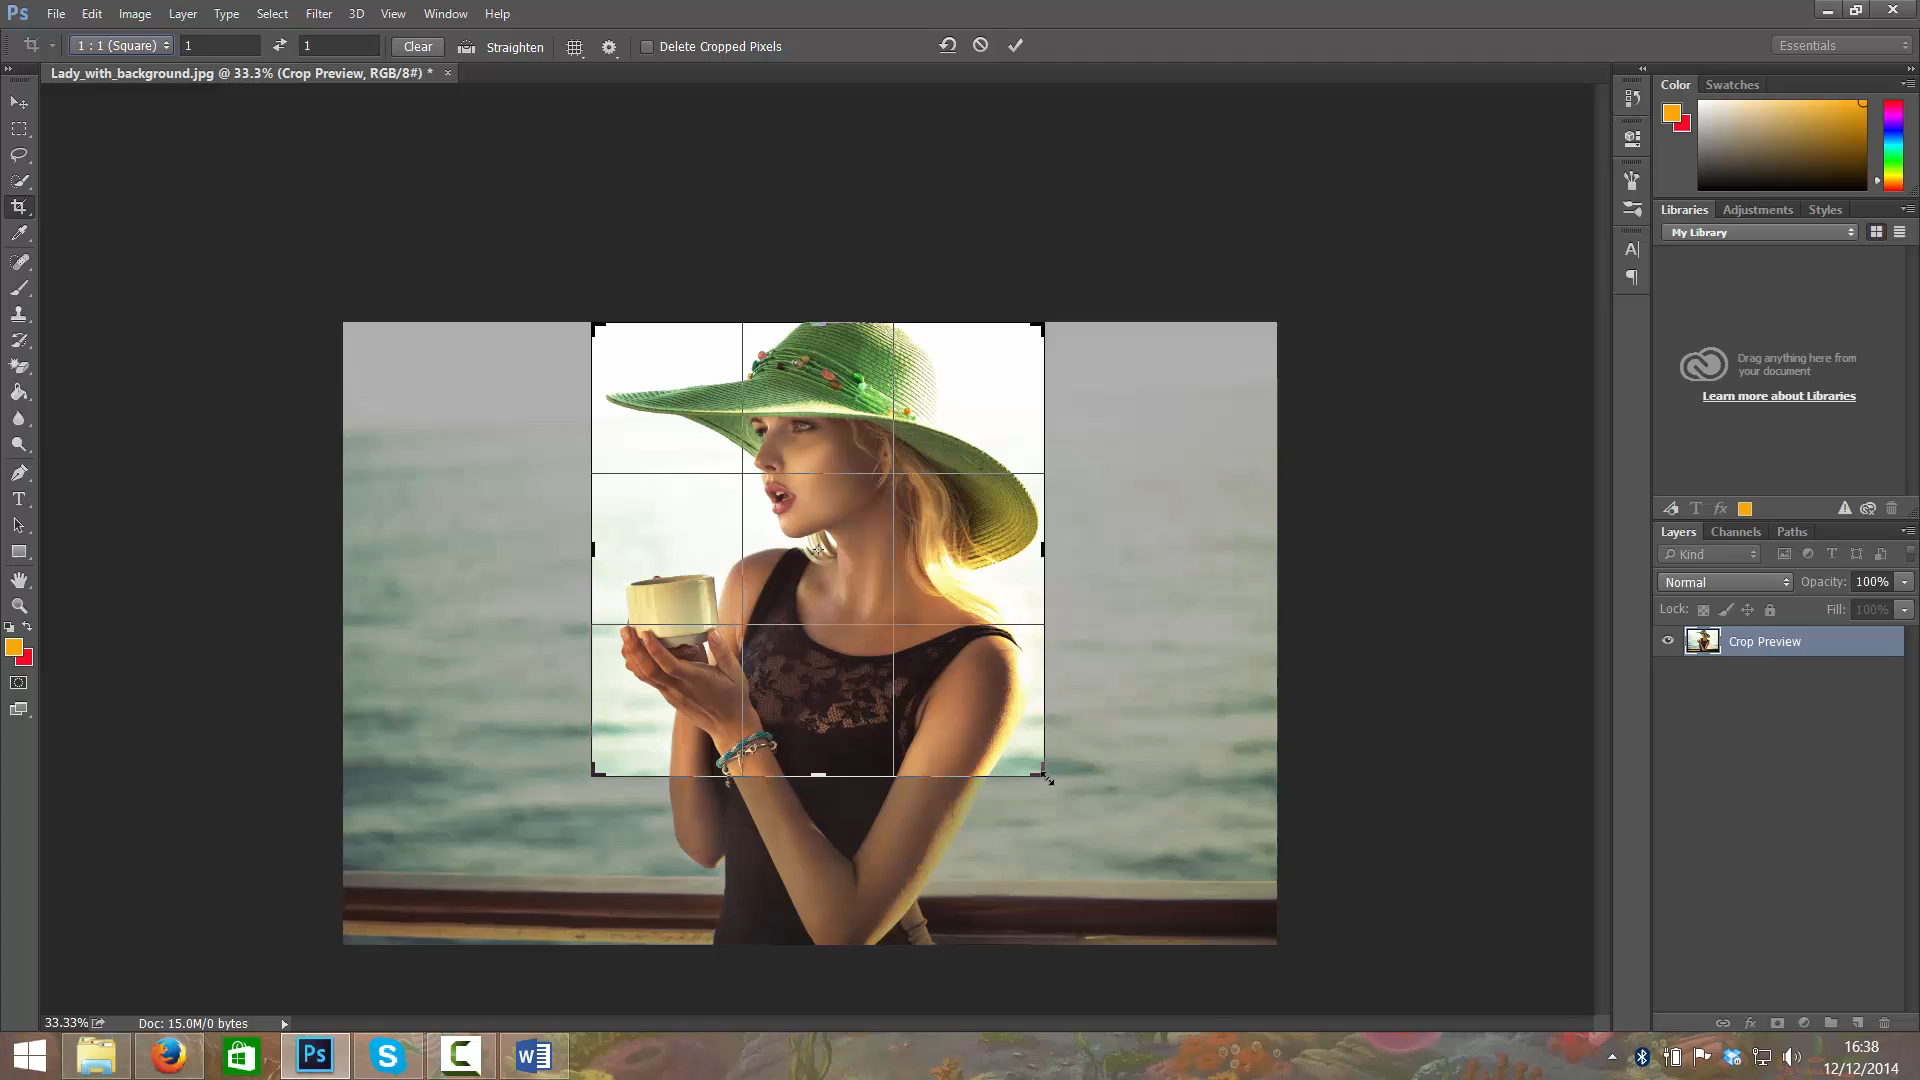 Ps File Edit Image Layer Type Select Filter 3D View Window Help
1 : 1 (Square) 1 1 Clear Straighten Delete Cropped Pixels Essentials
Lady_with_background.jpg @ 33.3% (Crop Preview, RGB/8#) * ×
Color Swatches
Libraries Adjustments Styles
My Library
Drag anything here from
your document
Learn more about Libraries
Layers Channels Paths
Kind
Normal Opacity: 100%
Lock: Fill: 100%
Crop Preview
33.33% Doc: 15.0M/0 bytes
16:38
12/12/2014